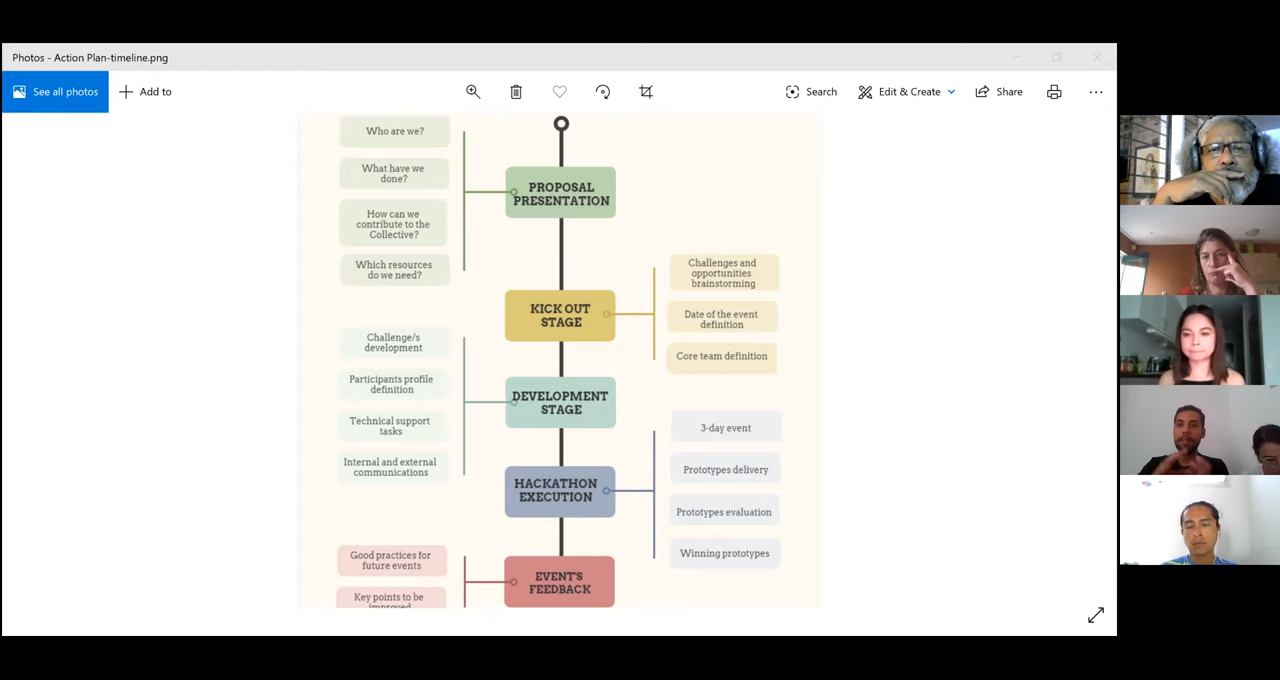 Photos - Action Plan-timeline.png
See all photos
Add to
Search
Edit & Create
Share
Who are we?
What have we
done?
How can we
contribute to the
Collective?
Which resources
do we need?
PROPOSAL
PRESENTATION
KICK OUT
STAGE
Challenges and
opportunities
brainstorming
Date of the event
definition
Core team definition
Challenge/s
development
Participants profile
definition
Technical support
tasks
Internal and external
communications
DEVELOPMENT
STAGE
HACKATHON
EXECUTION
3-day event
Prototypes delivery
Prototypes evaluation
Winning prototypes
Good practices for
future events
Key points to be
improved
EVENT'S
FEEDBACK